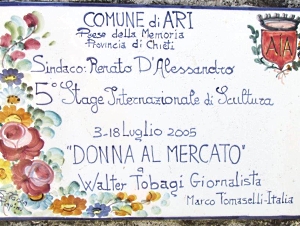 COMUNE di ARI
Paese della Memoria
Provincia di Chieti
Sindaco: Renato D'Alessandro
5° Stage Internazionale di Scultura
3-18 Luglio 2005
"DONNA AL MERCATO"
a
Walter Tobagi Giornalista
Marco Tomaselli-Italia